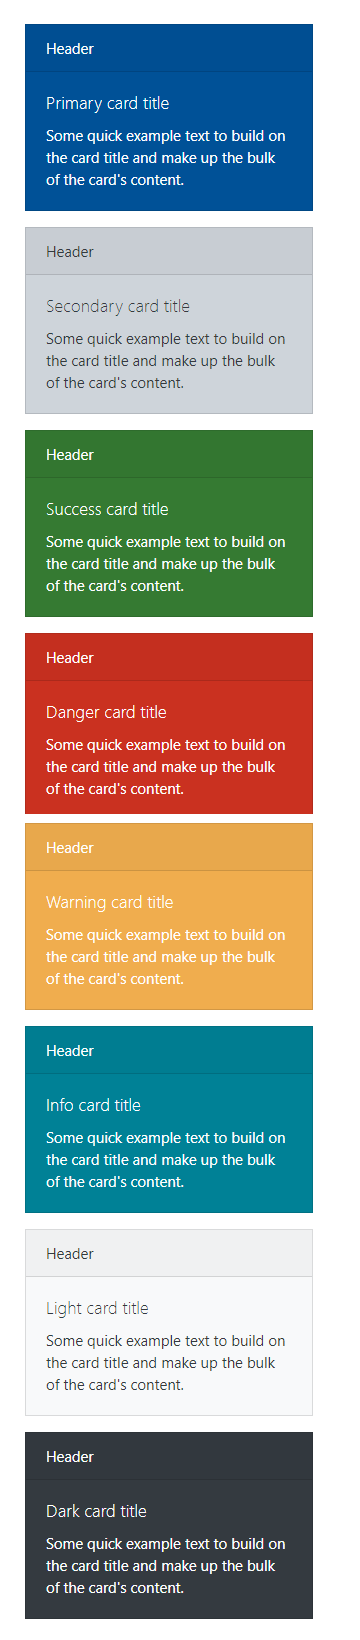 Header
Primary card title
Some quick example text to build on
the card title and make up the bulk
of the card's content.
Header
Secondary card title
Some quick example text to build on
the card title and make up the bulk
of the card's content.
Header
Success card title
Some quick example text to build on
the card title and make up the bulk
of the card's content.
Header
Danger card title
Some quick example text to build on
the card title and make up the bulk
of the card's content.
Header
Warning card title
Some quick example text to build on
the card title and make up the bulk
of the card's content.
Header
Info card title
Some quick example text to build on
the card title and make up the bulk
of the card's content.
Header
Light card title
Some quick example text to build on
the card title and make up the bulk
of the card's content.
Header
Dark card title
Some quick example text to build on
the card title and make up the bulk
of the card's content.